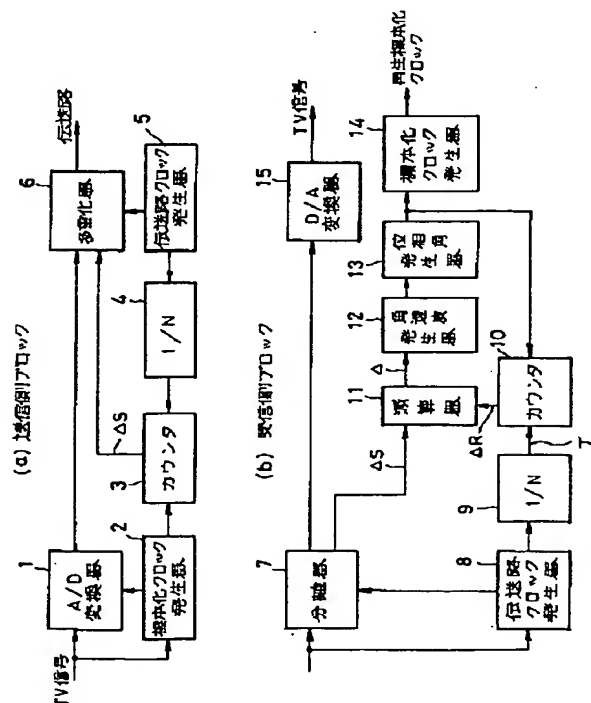 (a) 送信側ブロック
TV信号
1
A/D
変換器
2
標本化クロック
発生器
3
カウンタ
ΔS
4
1/N
5
伝送路クロック
発生器
6
多重化器
伝送路
(b) 受信側ブロック
7
分離器
8
伝送路
クロック
発生器
9
1/N
T
10
カウンタ
ΔR
ΔS
11
減算器
Δ
12
角速度
発生器
13
位相角
発生器
14
標本化
クロック
発生器
再生標本化
クロック
15
D/A
変換器
TV信号